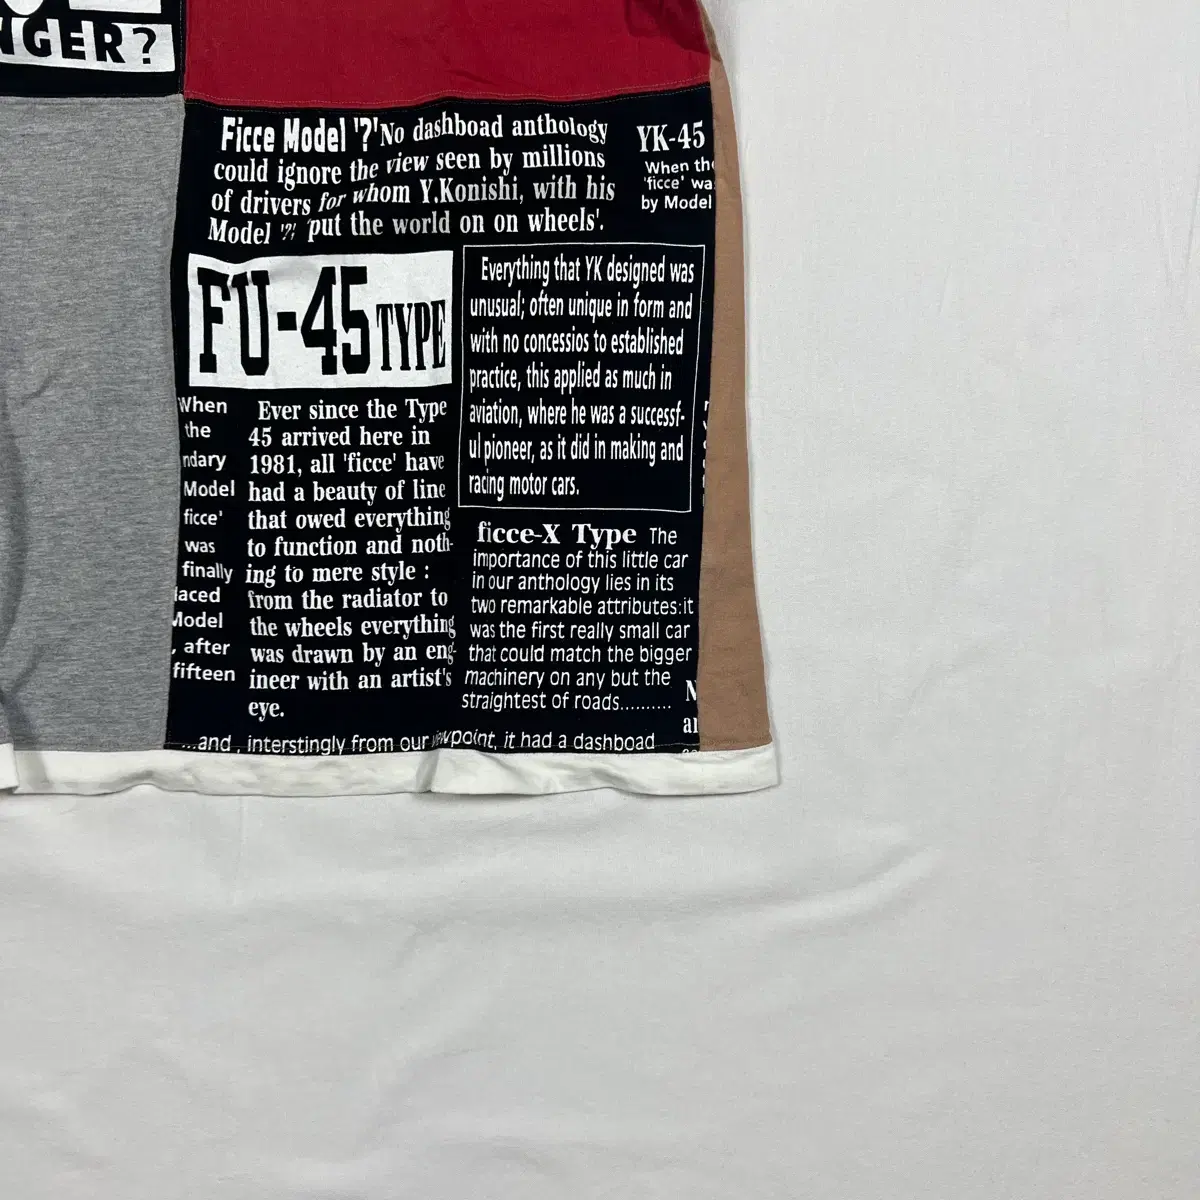 NGER?
Ficce Model '?' No dashboad anthology
could ignore the view seen by millions
of drivers for whom Y.Konishi, with his
Model '?' 'put the world on on wheels'.
YK-45
When the
'ficce' wa
by Model
FU-45 TYPE
Everything that YK designed was
unusual; often unique in form and
with no concessios to established
practice, this applied as much in
aviation, where he was a successf-
ul pioneer, as it did in making and
racing motor cars.
When
the
ndary
Model
ficce'
was
finally
laced
Model
, after
fifteen
Ever since the Type
45 arrived here in
1981, all 'ficce' have
had a beauty of line
that owed everything
to function and noth-
ing to mere style :
from the radiator to
the wheels everything
was drawn by an eng-
ineer with an artist's
eye.
ficce-X Type The
importance of this little car
in our anthology lies in its
two remarkable attributes:it
was the first really small car
that could match the bigger
machinery on any but the
straightest of roads..........
N
an
...and , interstingly from our viewpoint, it had a dashboad